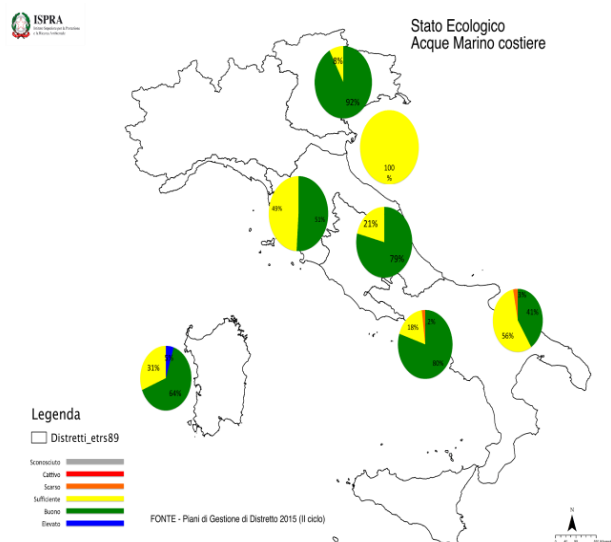 ISPRA
Stato Ecologico
Acque Marino costiere
8%
92%
100
%
49%
51%
21%
79%
41%
56%
18%
2%
80%
31%
64%
Legenda
Distretti_etrs89
Sconosciuto
Cattivo
Scarso
Sufficiente
Buono
Elevato
FONTE - Piani di Gestione di Distretto 2015 (II ciclo)
N